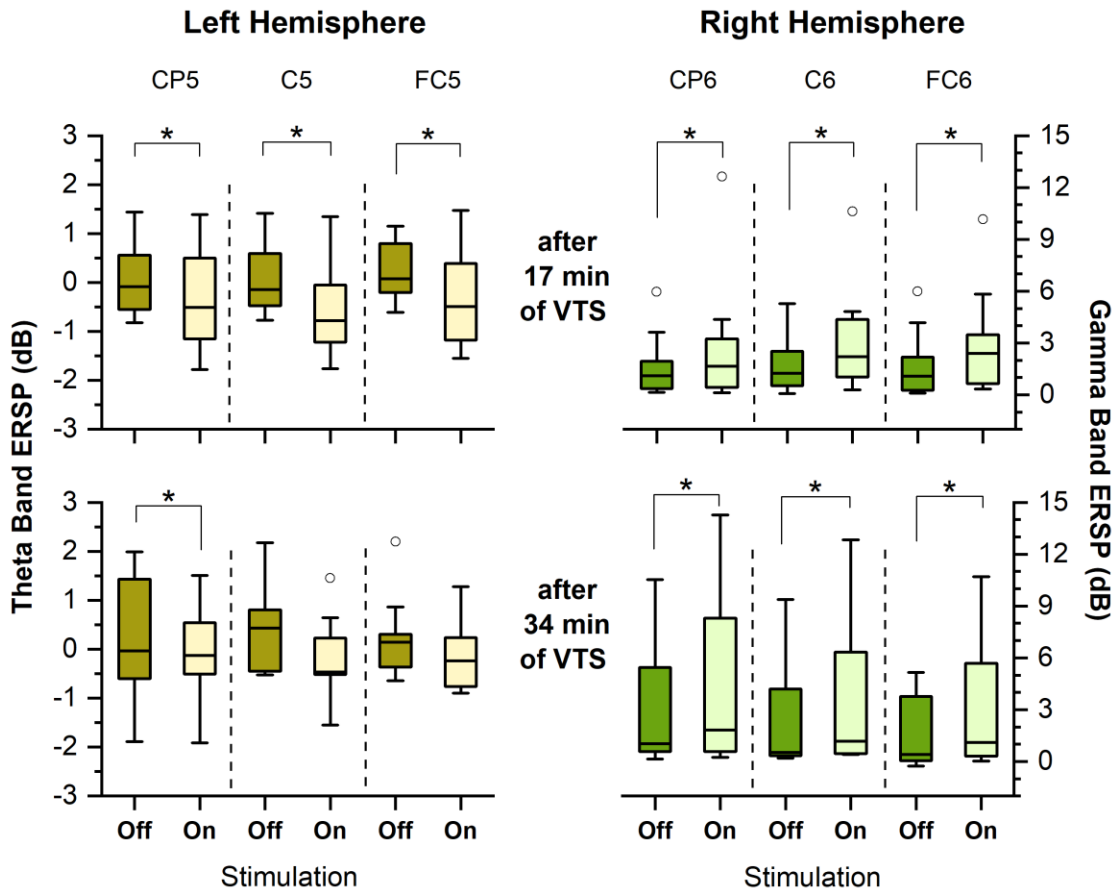 Left Hemisphere
Right Hemisphere
CP5 C5 FC5
CP6 C6 FC6
Theta Band ERSP (dB)
3
2
1
0
-1
-2
-3
* * *
after
17 min
of VTS
* * *
15
12
9
6
3
0
Gamma Band ERSP (dB)
3
2
1
0
-1
-2
-3
*
after
34 min
of VTS
* * *
15
12
9
6
3
0
Off On Off On Off On
Off On Off On Off On
Stimulation
Stimulation